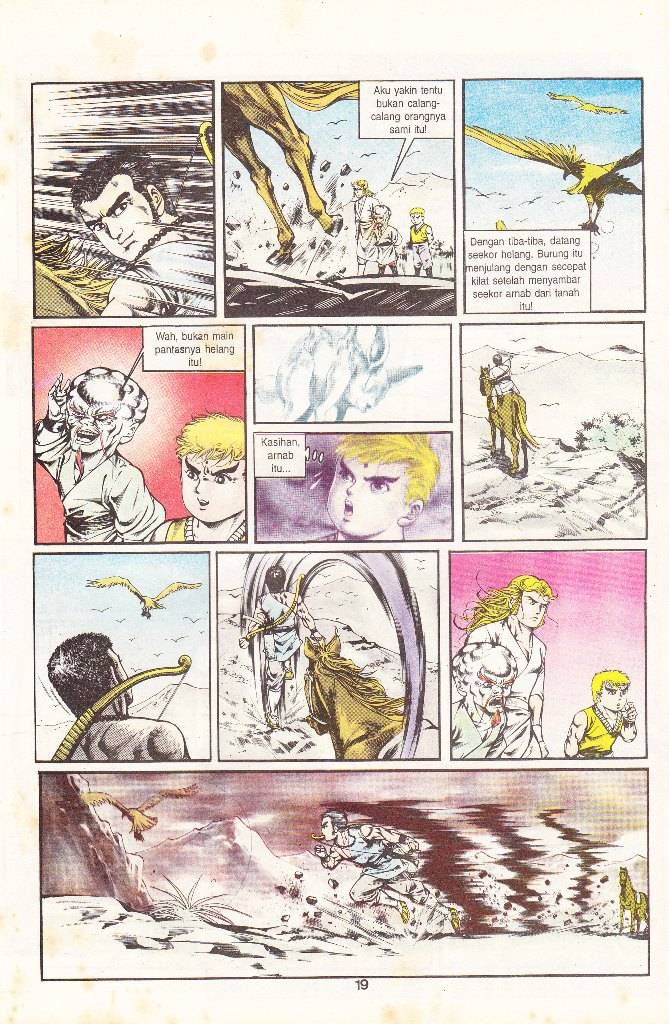 Aku yakin tentu
bukan calang-
calang orangnya
sami itu!
Dengan tiba-tiba, datang
seekor helang. Burung itu
menjulang dengan secepat
kilat setelah menyambar
seekor arnab dari tanah
itu!
Wah, bukan main
pantasnya helang
itu!
Kasihan,
arnab
itu...
19